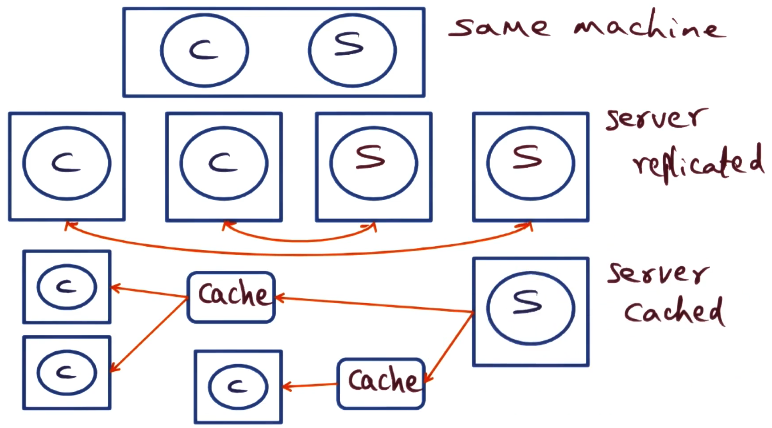 C S same machine
C C S S server
replicated
C Cache S server
cached
C C Cache